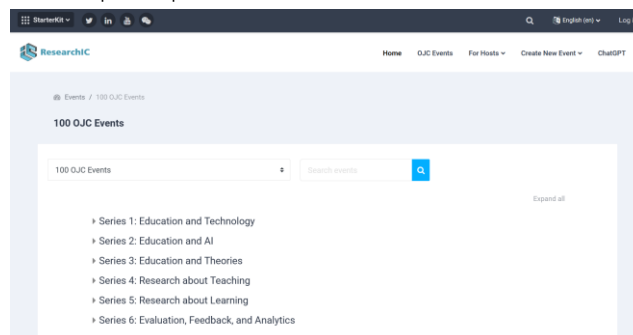 StarterKit
English (en)
ResearchIC
Home OJC Events For Hosts Create New Event ChatGPT
Events / 100 OJC Events
100 OJC Events
100 OJC Events
Search events
Expand all
Series 1: Education and Technology
Series 2: Education and AI
Series 3: Education and Theories
Series 4: Research about Teaching
Series 5: Research about Learning
Series 6: Evaluation, Feedback, and Analytics